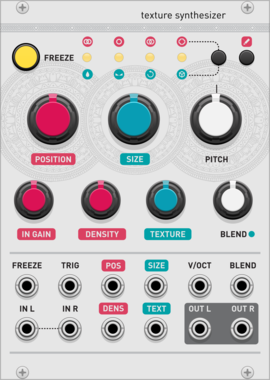 texture synthesizer
FREEZE
POSITION SIZE PITCH
IN GAIN DENSITY TEXTURE BLEND
FREEZE TRIG POS SIZE V/OCT BLEND
IN L IN R DENS TEXT OUT L OUT R